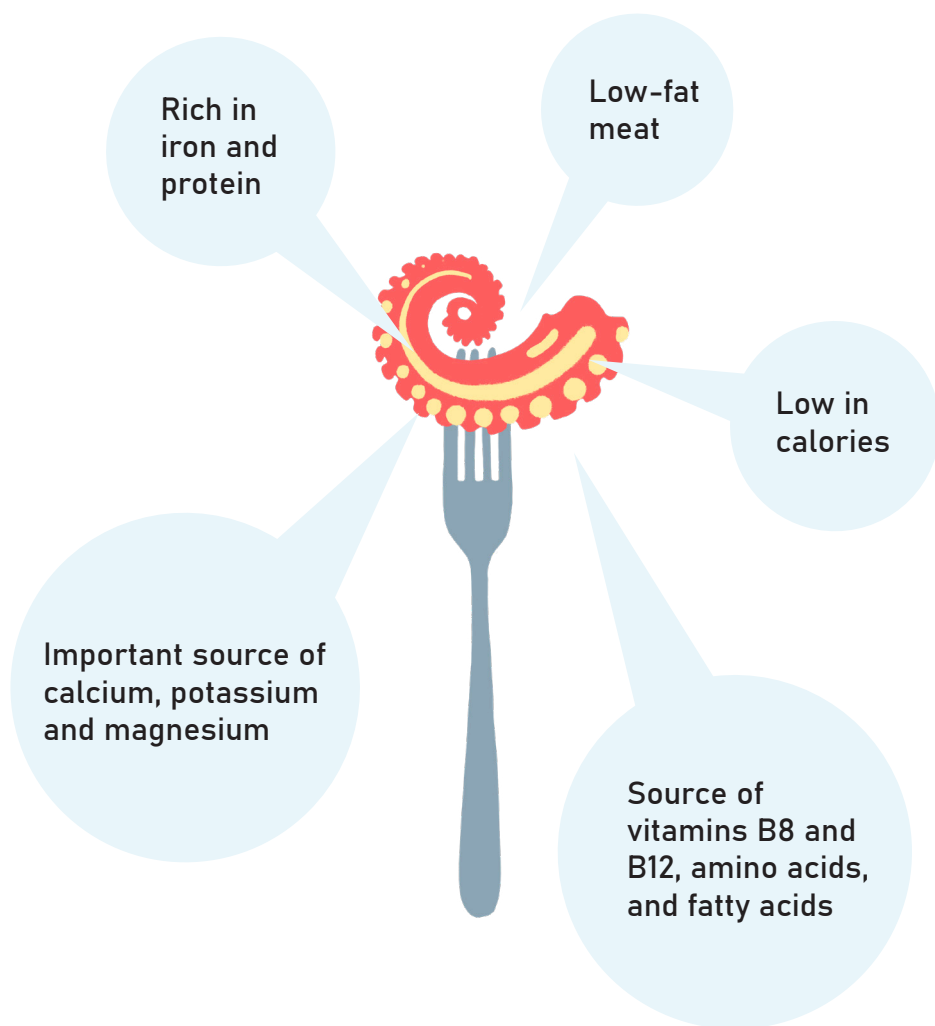 Rich in
iron and
protein
Low-fat
meat
Low in
calories
Important source of
calcium, potassium
and magnesium
Source of
vitamins B8 and
B12, amino acids,
and fatty acids